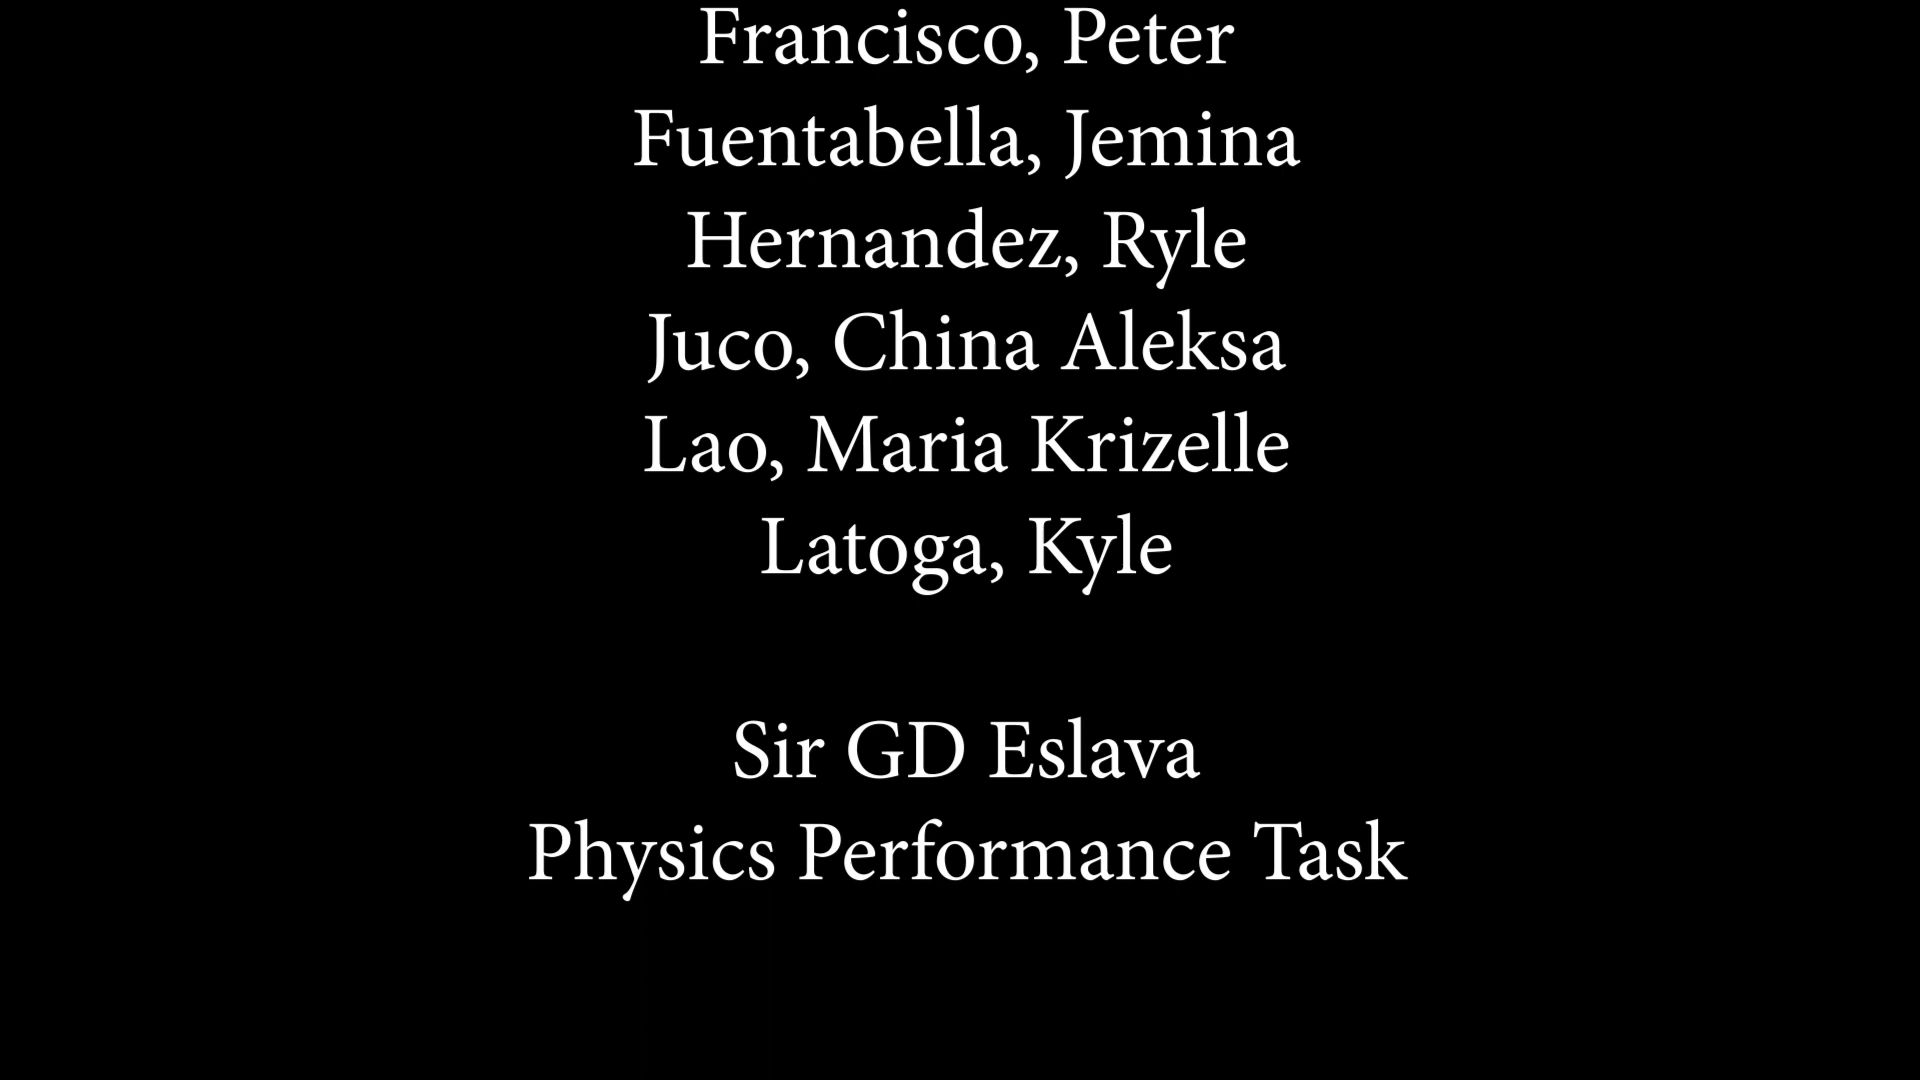 Francisco, Peter
Fuentabella, Jemina
Hernandez, Ryle
Juco, China Aleksa
Lao, Maria Krizelle
Latoga, Kyle
Sir GD Eslava
Physics Performance Task